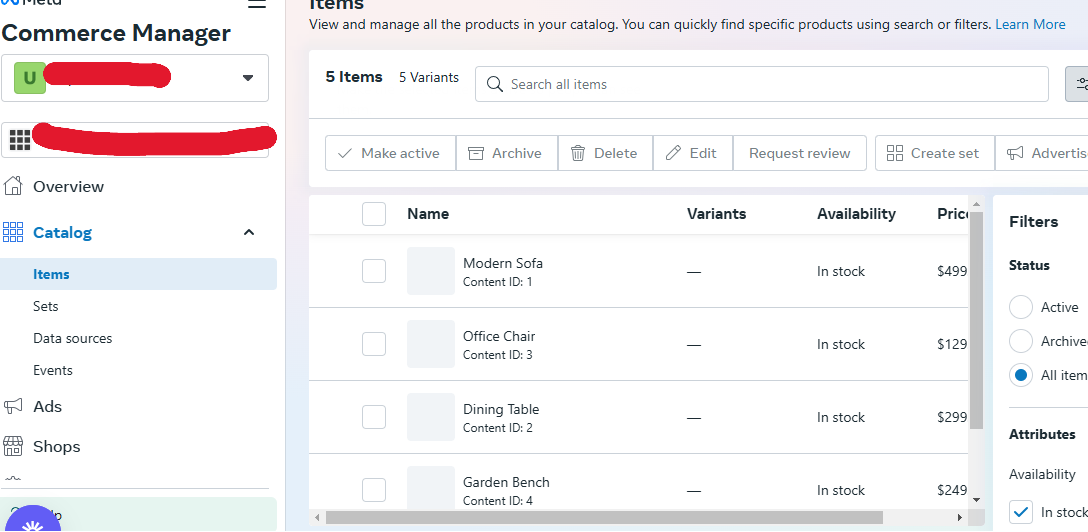 Meta
Commerce Manager
U
Overview
Catalog
Items
Sets
Data sources
Events
Ads
Shops
Items
View and manage all the products in your catalog. You can quickly find specific products using search or filters. Learn More
5 Items 5 Variants Search all items
Make active Archive Delete Edit Request review Create set Advertis
Name Variants Availability Price
Modern Sofa
Content ID: 1
— In stock $499
Office Chair
Content ID: 3
— In stock $129
Dining Table
Content ID: 2
— In stock $299
Garden Bench
Content ID: 4
— In stock $249
Filters
Status
Active
Archive
All item
Attributes
Availability
In stock